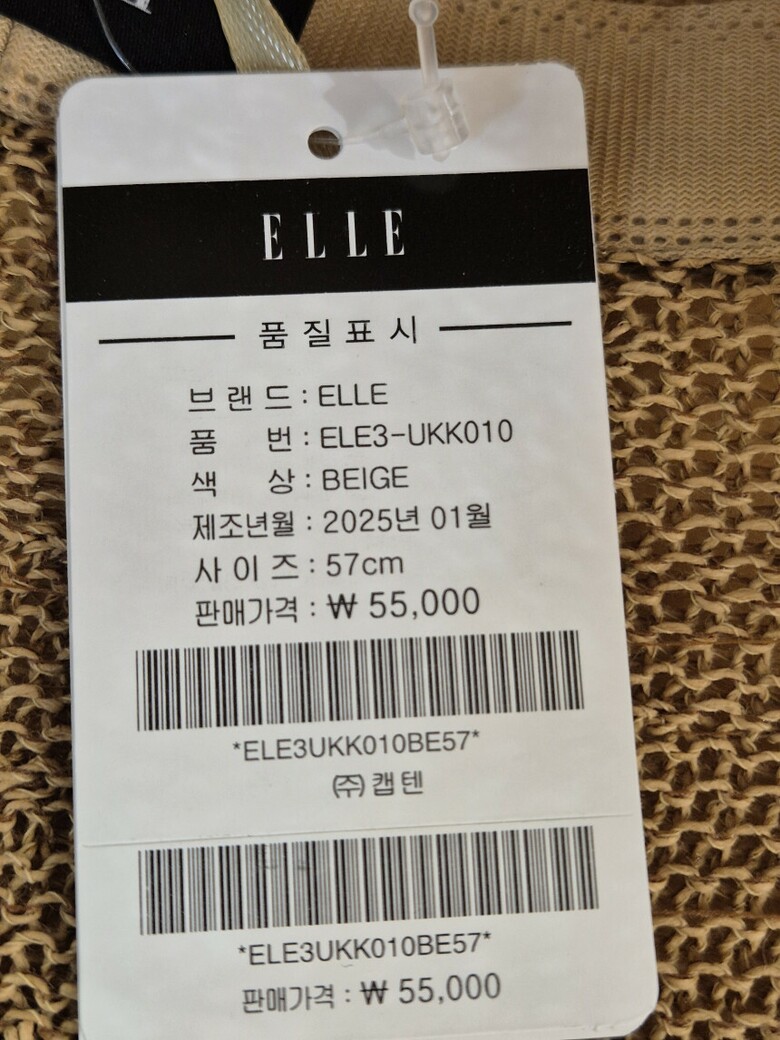 ELLE
품질표시
브랜드 : ELLE
품 번 : ELE3-UKK010
색 상 : BEIGE
제조년월 : 2025년 01월
사이즈 : 57cm
판매가격 : ₩ 55,000
*ELE3UKK010BE57*
㈜캡텐
*ELE3UKK010BE57*
판매가격 : ₩ 55,000